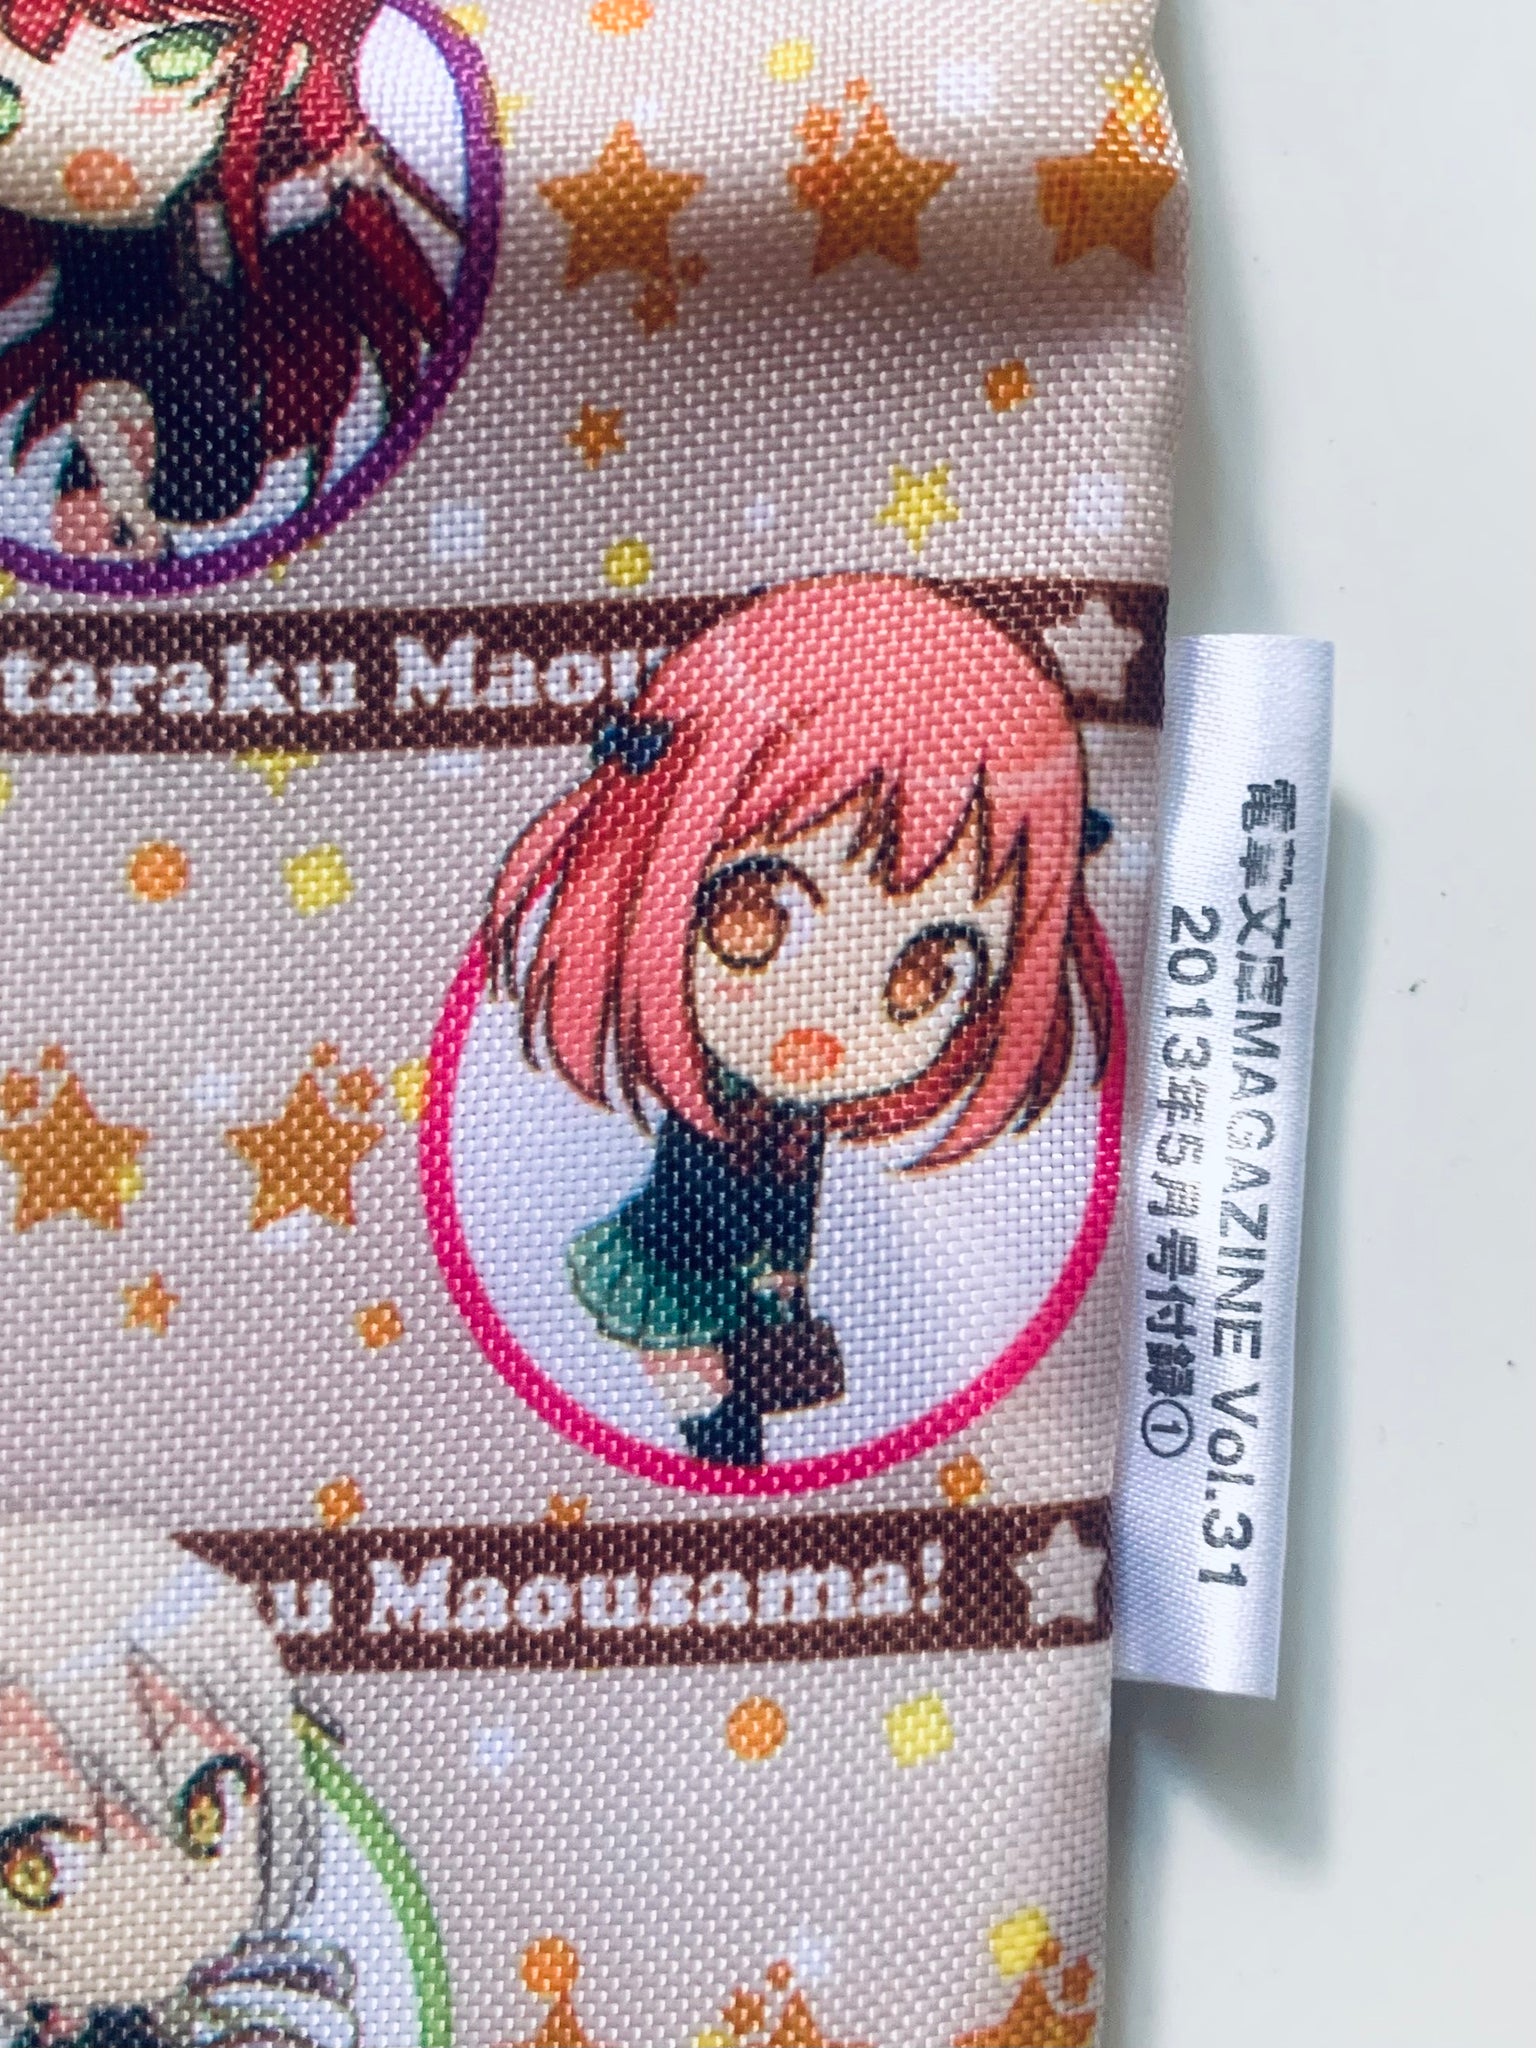 taraku Maou
電撃文庫MAGAZINE Vol.31
2013年5月号付録①
u Maousama!